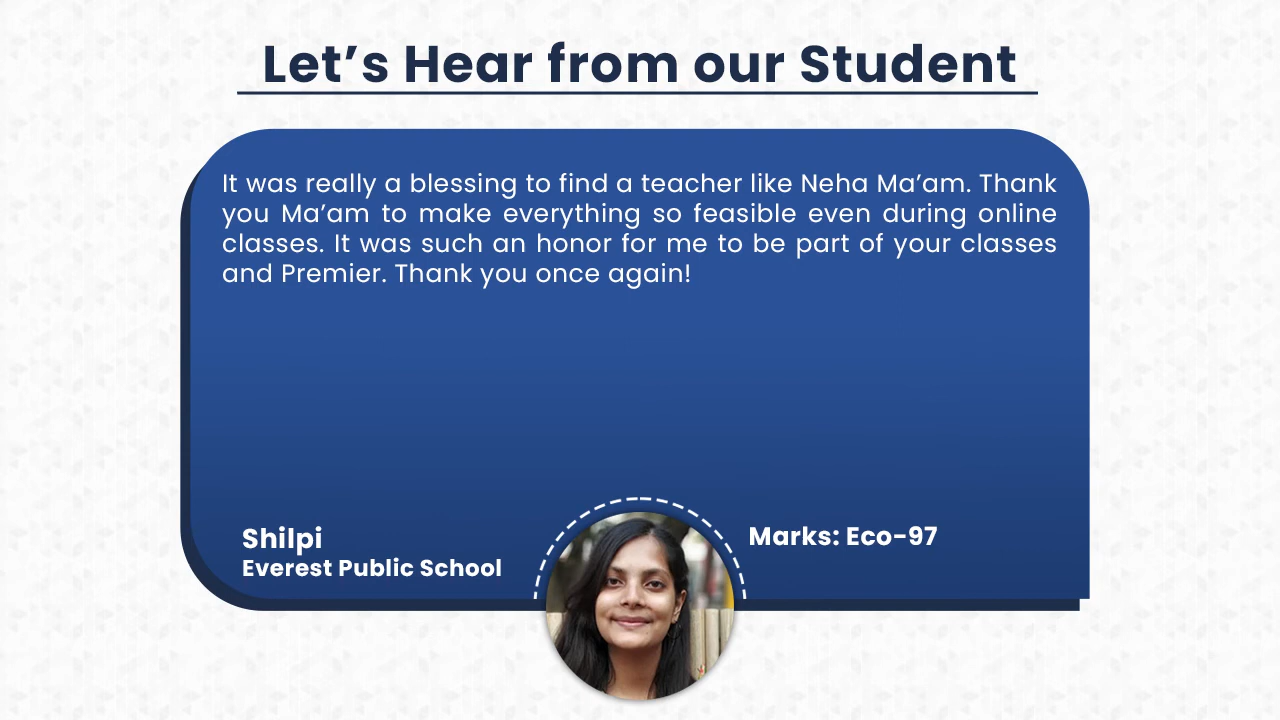 Let’s Hear from our Student
It was really a blessing to find a teacher like Neha Ma’am. Thank
you Ma’am to make everything so feasible even during online
classes. It was such an honor for me to be part of your classes
and Premier. Thank you once again!
Shilpi
Everest Public School
Marks: Eco-97